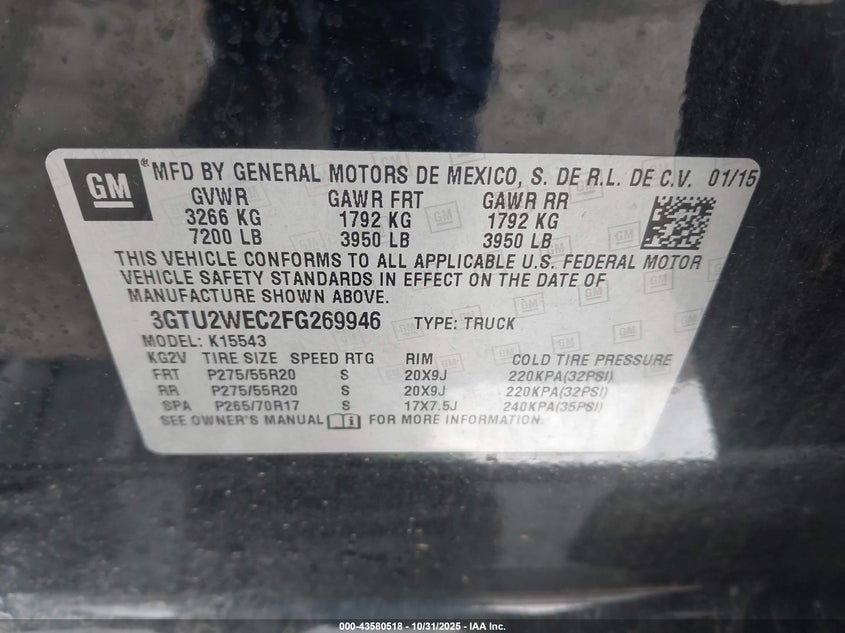 GM ® MFD BY GENERAL MOTORS DE MEXICO, S. DE R.L. DE C.V. 01/15
GVWR GAWR FRT GAWR RR
3266 KG 1792 KG 1792 KG
7200 LB 3950 LB 3950 LB
THIS VEHICLE CONFORMS TO ALL APPLICABLE U.S. FEDERAL MOTOR
VEHICLE SAFETY STANDARDS IN EFFECT ON THE DATE OF
MANUFACTURE SHOWN ABOVE.
3GTU2WEC2FG269946 TYPE: TRUCK
MODEL: K15543
KG2V TIRE SIZE SPEED RTG RIM COLD TIRE PRESSURE
FRT P275/55R20 S 20X9J 220KPA(32PSI)
RR P275/55R20 S 20X9J 220KPA(32PSI)
SPA P265/70R17 S 17X7.5J 240KPA(35PSI)
SEE OWNER'S MANUAL FOR MORE INFORMATION.
000-43580518 - 10/31/2025 - IAA Inc.